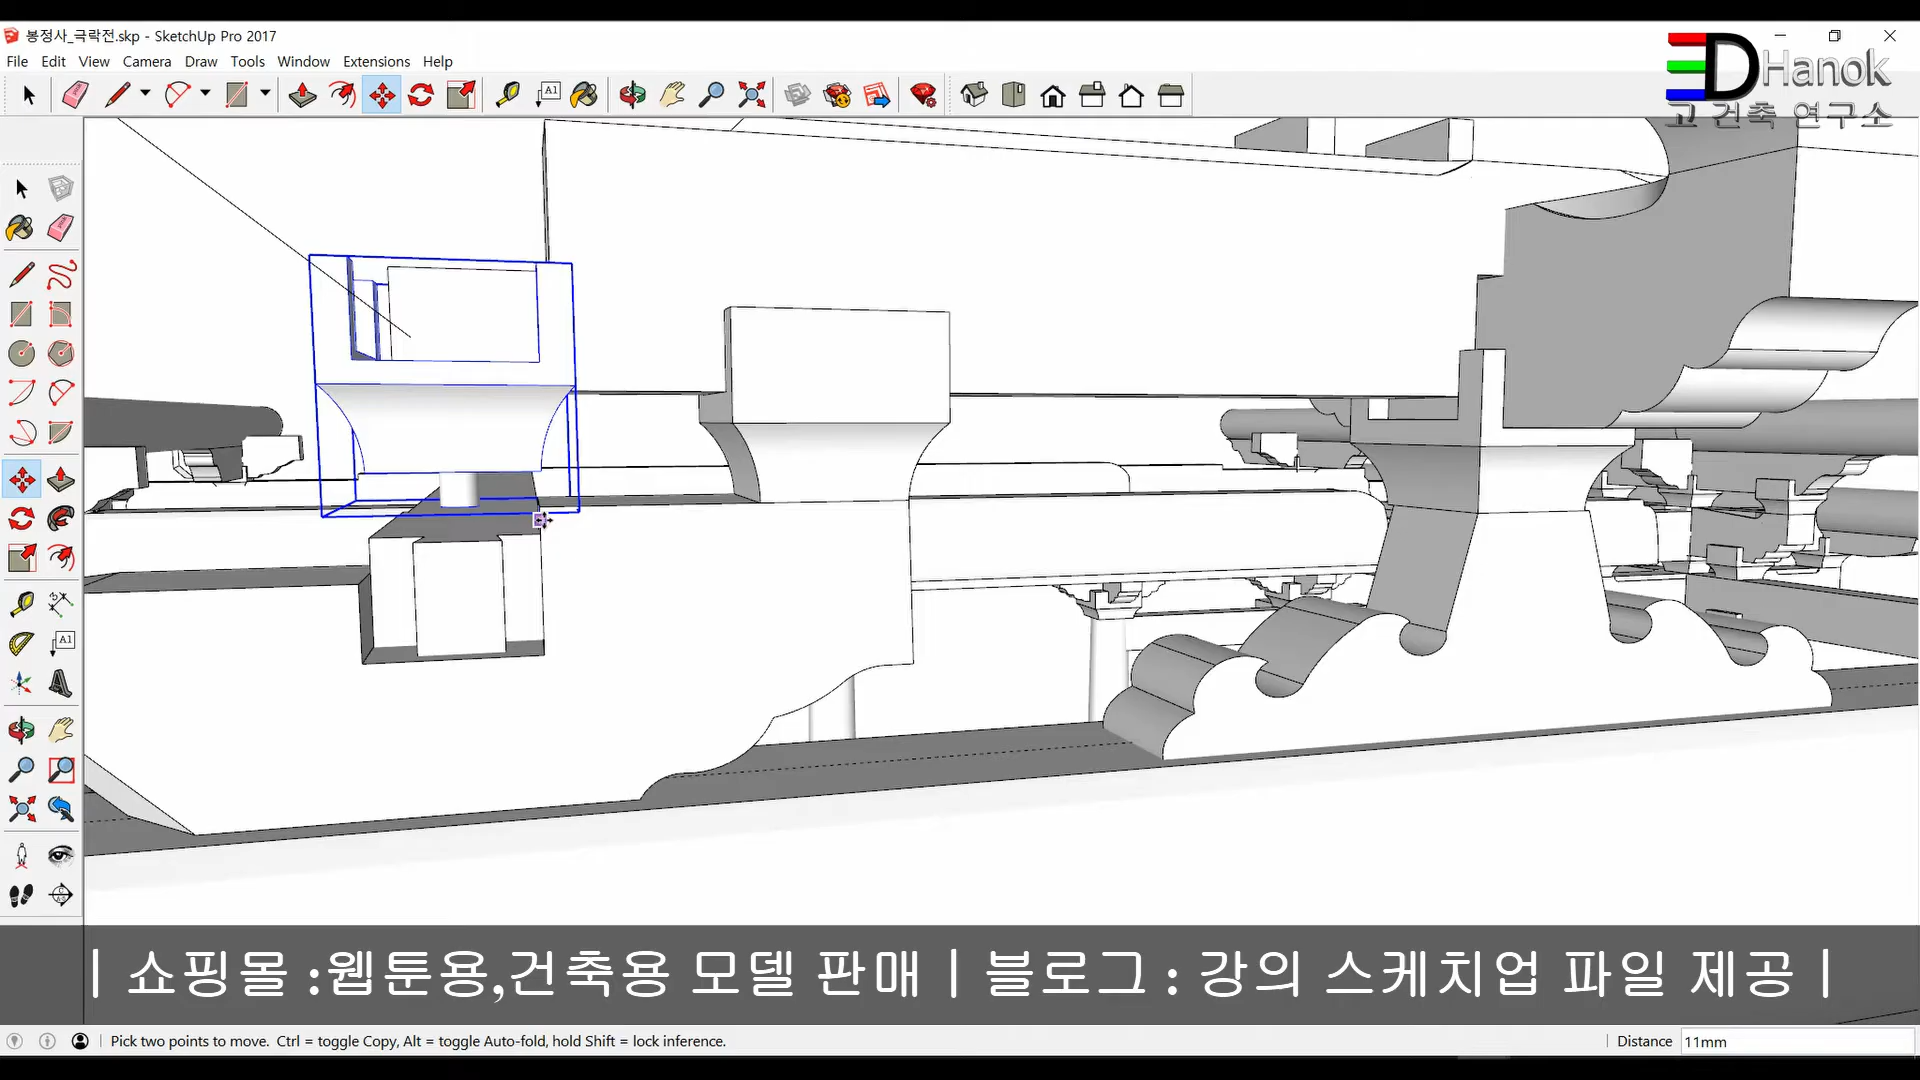 봉정사_극락전.skp - SketchUp Pro 2017
File Edit View Camera Draw Tools Window Extensions Help
A1
DHanok
고 건축 연구소
A1
| 쇼핑몰 :웹툰용,건축용 모델 판매 | 블로그 : 강의 스케치업 파일 제공 |
Pick two points to move. Ctrl = toggle Copy, Alt = toggle Auto-fold, hold Shift = lock inference.
Distance 11mm